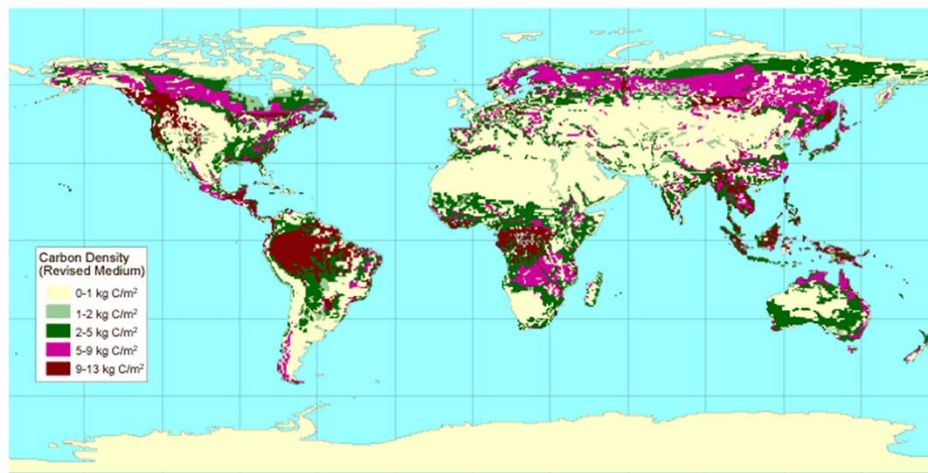 Carbon Density
(Revised Medium)
0-1 kg C/m²
1-2 kg C/m²
2-5 kg C/m²
5-9 kg C/m²
9-13 kg C/m²